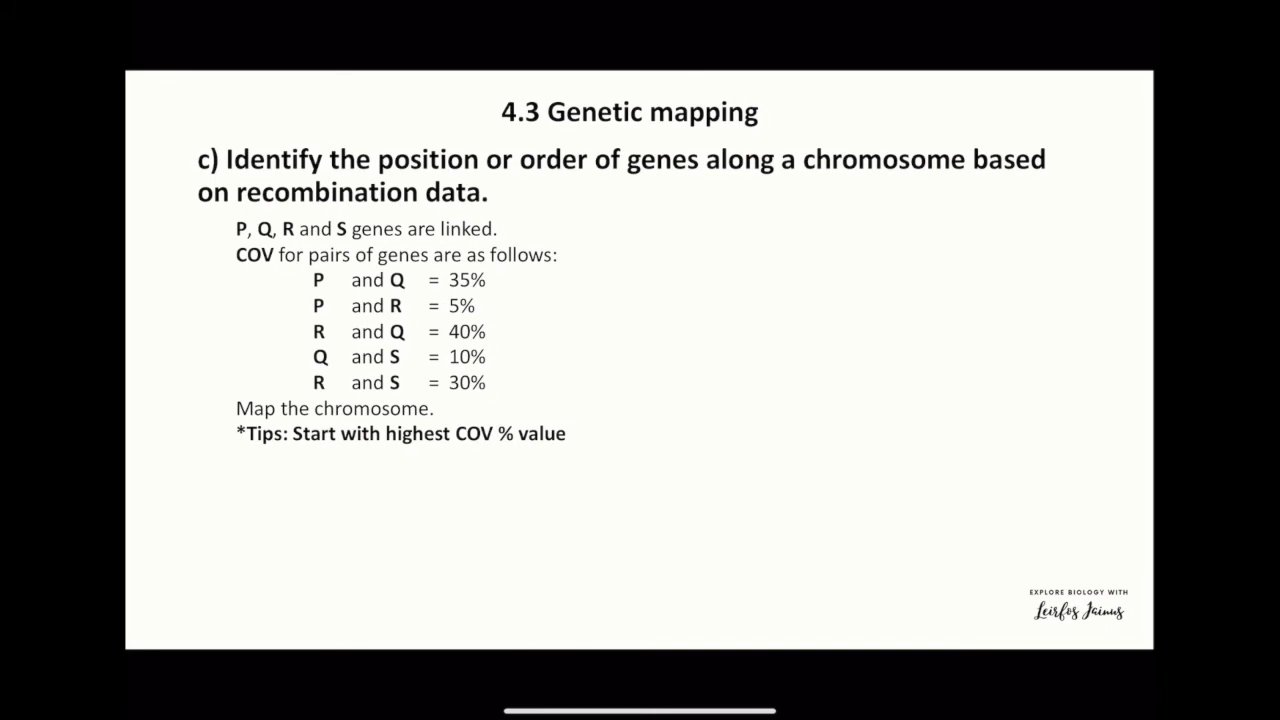 4.3 Genetic mapping
c) Identify the position or order of genes along a chromosome based
on recombination data.
P, Q, R and S genes are linked.
COV for pairs of genes are as follows:
P and Q = 35%
P and R = 5%
R and Q = 40%
Q and S = 10%
R and S = 30%
Map the chromosome.
*Tips: Start with highest COV % value
EXPLORE BIOLOGY WITH
Leirfos Jainus